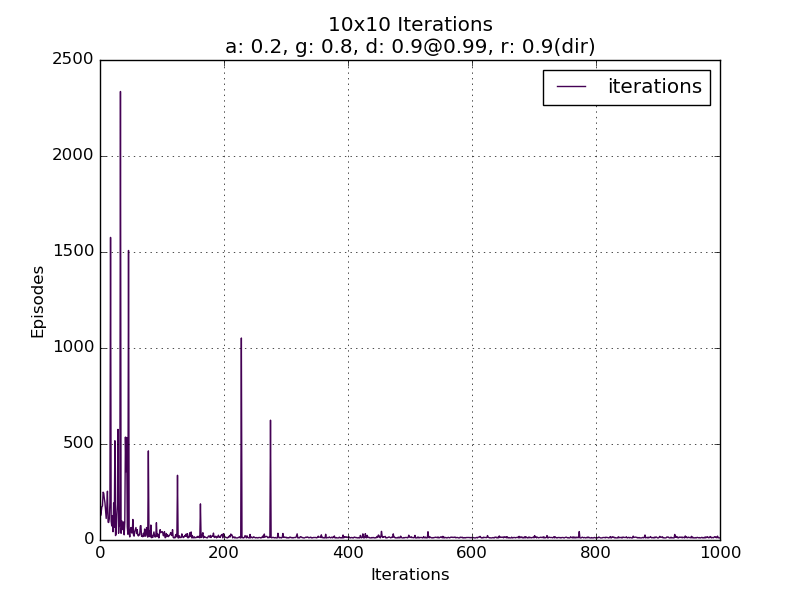 10x10 Iterations
a: 0.2, g: 0.8, d: 0.9@0.99, r: 0.9(dir)
iterations
2500
2000
1500
1000
500
0
Episodes
0 200 400 600 800 1000
Iterations